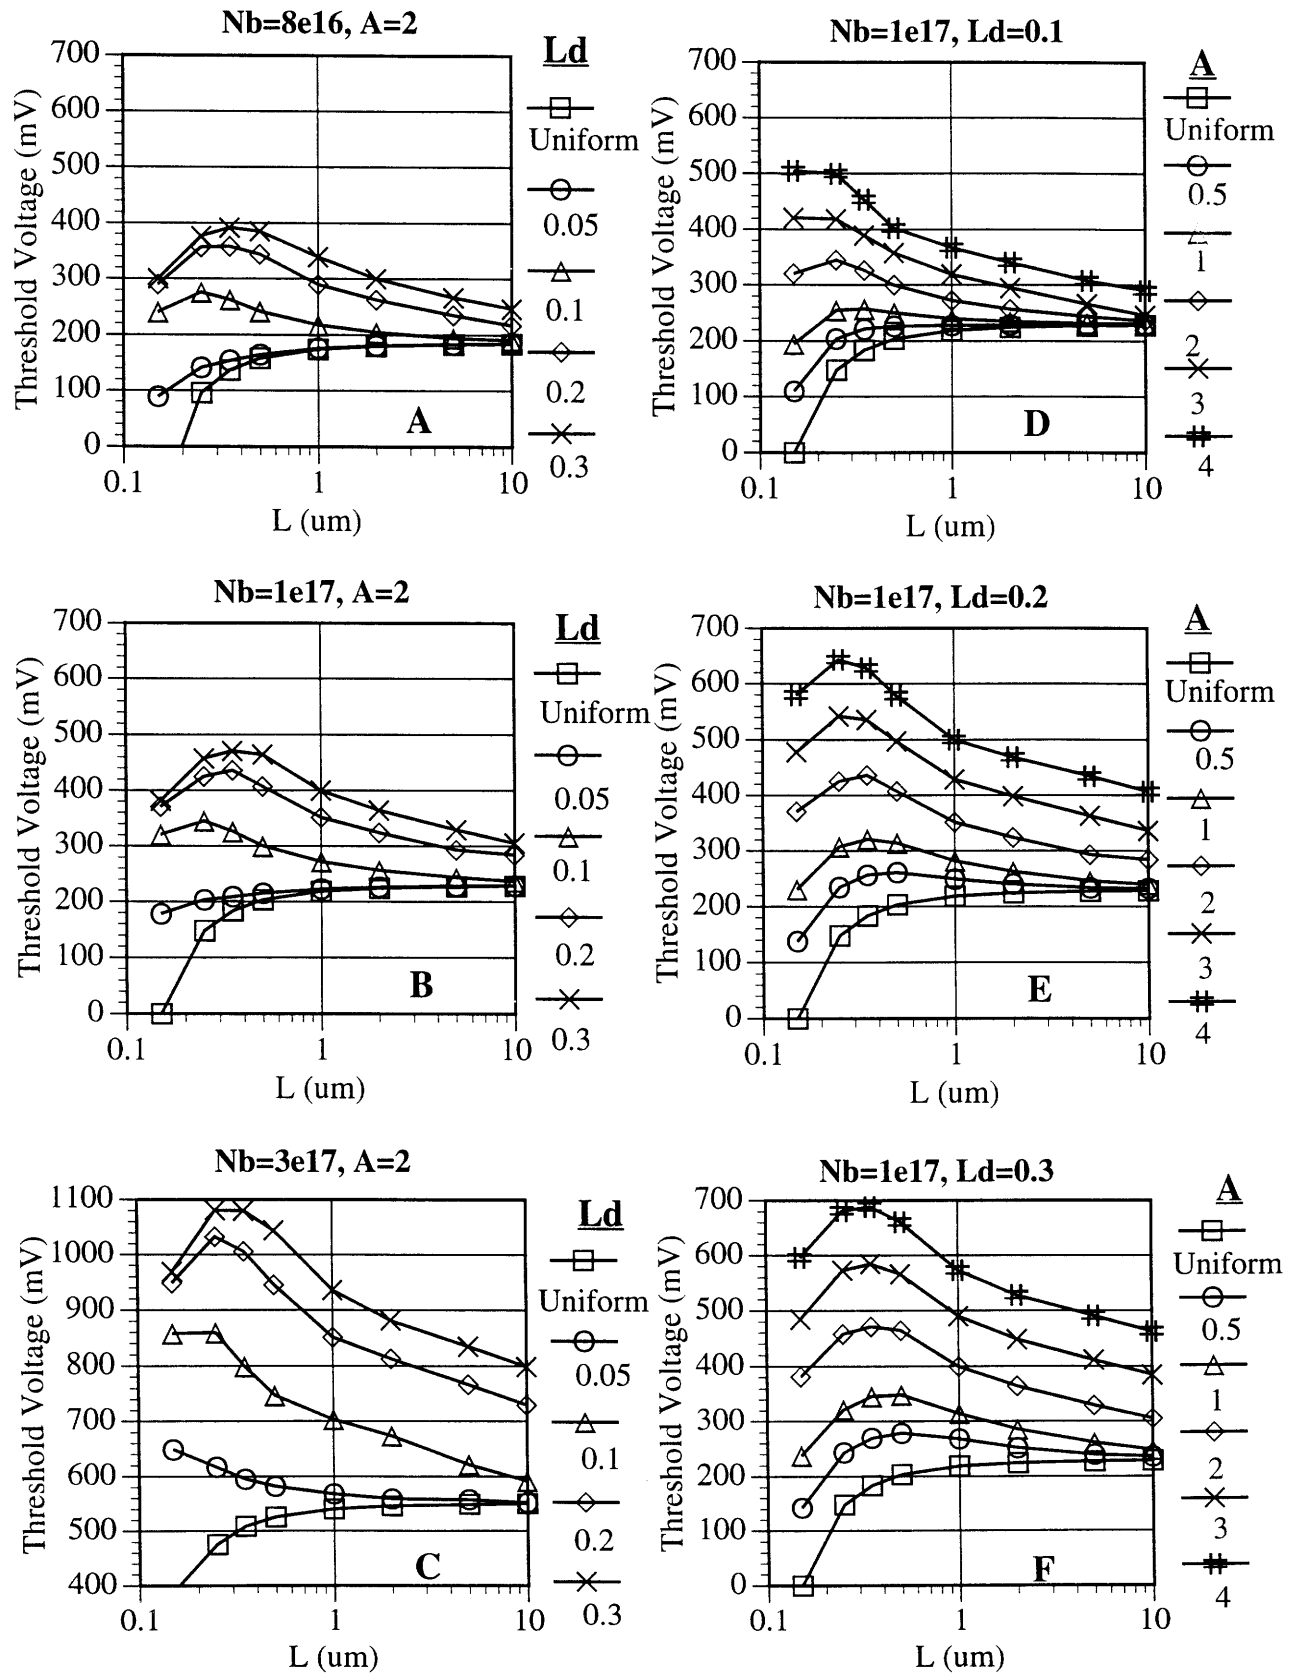 Nb=8e16, A=2
Threshold Voltage (mV)
700
600
500
400
300
200
100
0
0.1
1
10
L (um)
A
Ld
Uniform
0.05
0.1
0.2
0.3
Nb=1e17, Ld=0.1
Threshold Voltage (mV)
700
600
500
400
300
200
100
0
0.1
1
10
L (um)
D
A
Uniform
0.5
1
2
3
4
Nb=1e17, A=2
Threshold Voltage (mV)
700
600
500
400
300
200
100
0
0.1
1
10
L (um)
B
Ld
Uniform
0.05
0.1
0.2
0.3
Nb=1e17, Ld=0.2
Threshold Voltage (mV)
700
600
500
400
300
200
100
0
0.1
1
10
L (um)
E
A
Uniform
0.5
1
2
3
4
Nb=3e17, A=2
Threshold Voltage (mV)
1100
1000
900
800
700
600
500
400
0.1
1
10
L (um)
C
Ld
Uniform
0.05
0.1
0.2
0.3
Nb=1e17, Ld=0.3
Threshold Voltage (mV)
700
600
500
400
300
200
100
0
0.1
1
10
L (um)
F
A
Uniform
0.5
1
2
3
4